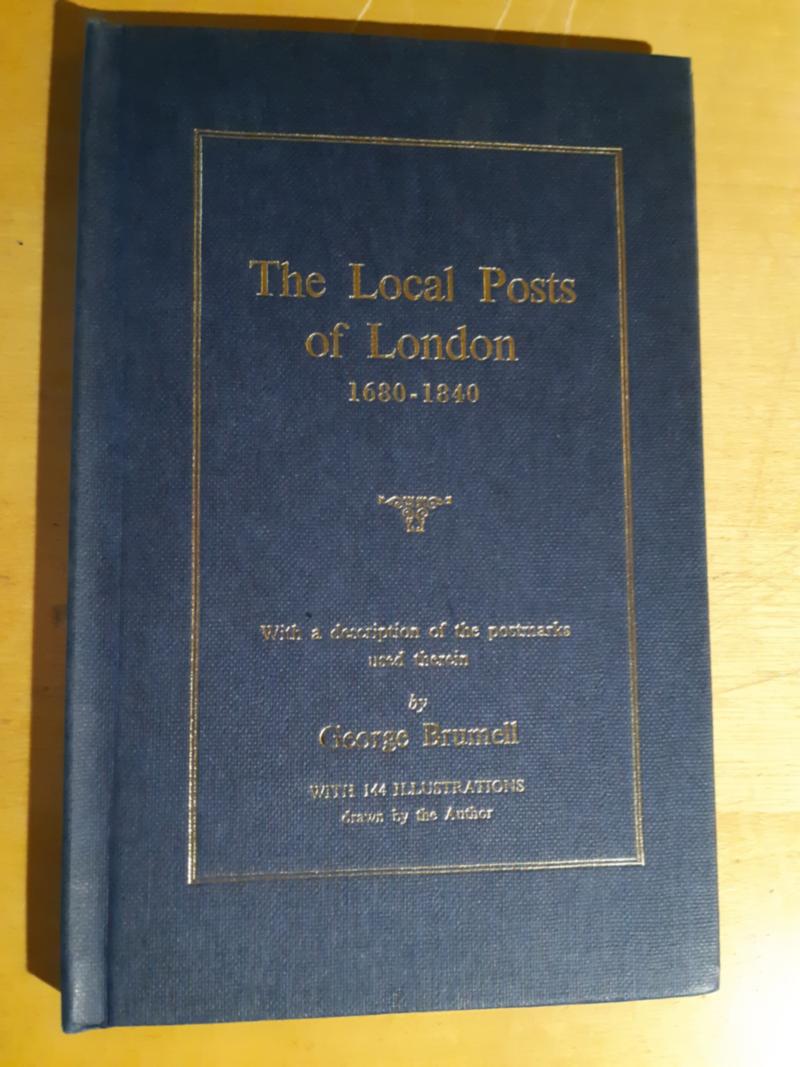 The Local Posts
of London
1680-1840
With a description of the postmarks
used therein
by
George Brumell
WITH 144 ILLUSTRATIONS
drawn by the Author